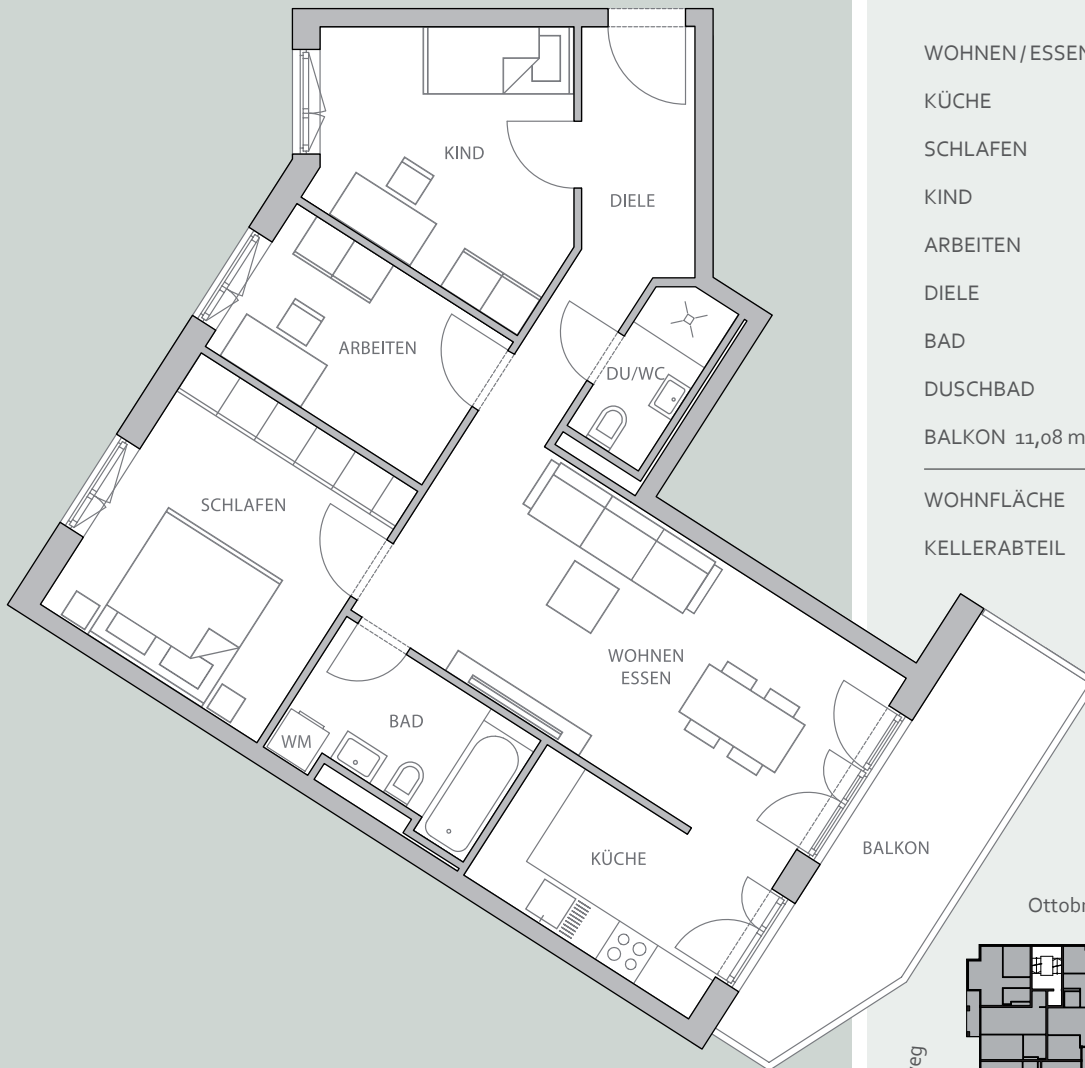 KIND
DIELE
ARBEITEN
DU/WC
SCHLAFEN
WOHNEN
ESSEN
BAD
WM
KÜCHE
BALKON
WOHNEN / ESSEN
KÜCHE
SCHLAFEN
KIND
ARBEITEN
DIELE
BAD
DUSCHBAD
BALKON 11,08 m
WOHNFLÄCHE
KELLERABTEIL